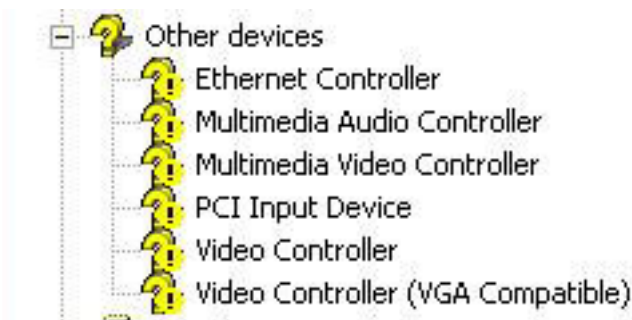 Other devices
Ethernet Controller
Multimedia Audio Controller
Multimedia Video Controller
PCI Input Device
Video Controller
Video Controller (VGA Compatible)